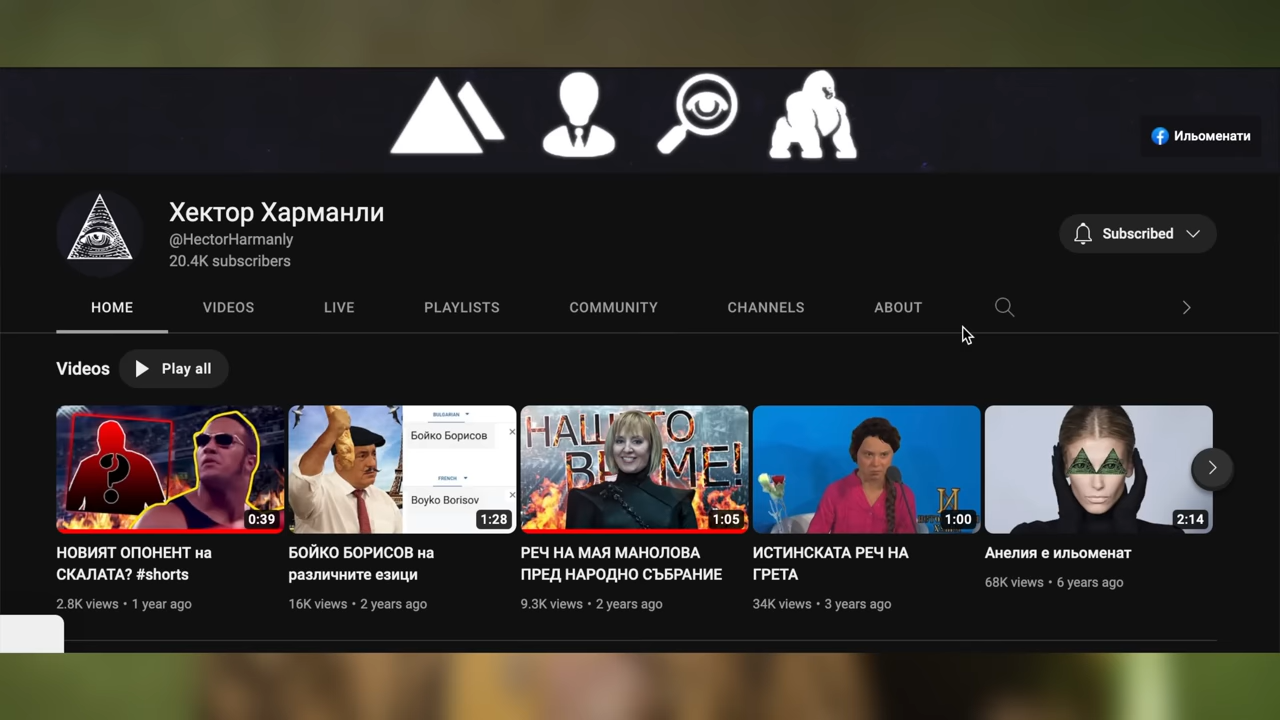 Ильоменати
Хектор Харманли
@HectorHarmanly
20.4K subscribers
Subscribed
HOME VIDEOS LIVE PLAYLISTS COMMUNITY CHANNELS ABOUT
Videos Play all
?
0:39
BULGARIAN
Бойко Борисов
FRENCH
Boyko Borisov
1:28
НАШЕТО
ВРЕМЕ!
1:05
И
1:00
2:14
НОВИЯТ ОПОНЕНТ на
СКАЛАТА? #shorts
2.8K views • 1 year ago
БОЙКО БОРИСОВ на
различните езици
16K views • 2 years ago
РЕЧ НА МАЯ МАНОЛОВА
ПРЕД НАРОДНО СЪБРАНИЕ
9.3K views • 2 years ago
ИСТИНСКАТА РЕЧ НА
ГРЕТА
34K views • 3 years ago
Анелия е ильоменат
68K views • 6 years ago